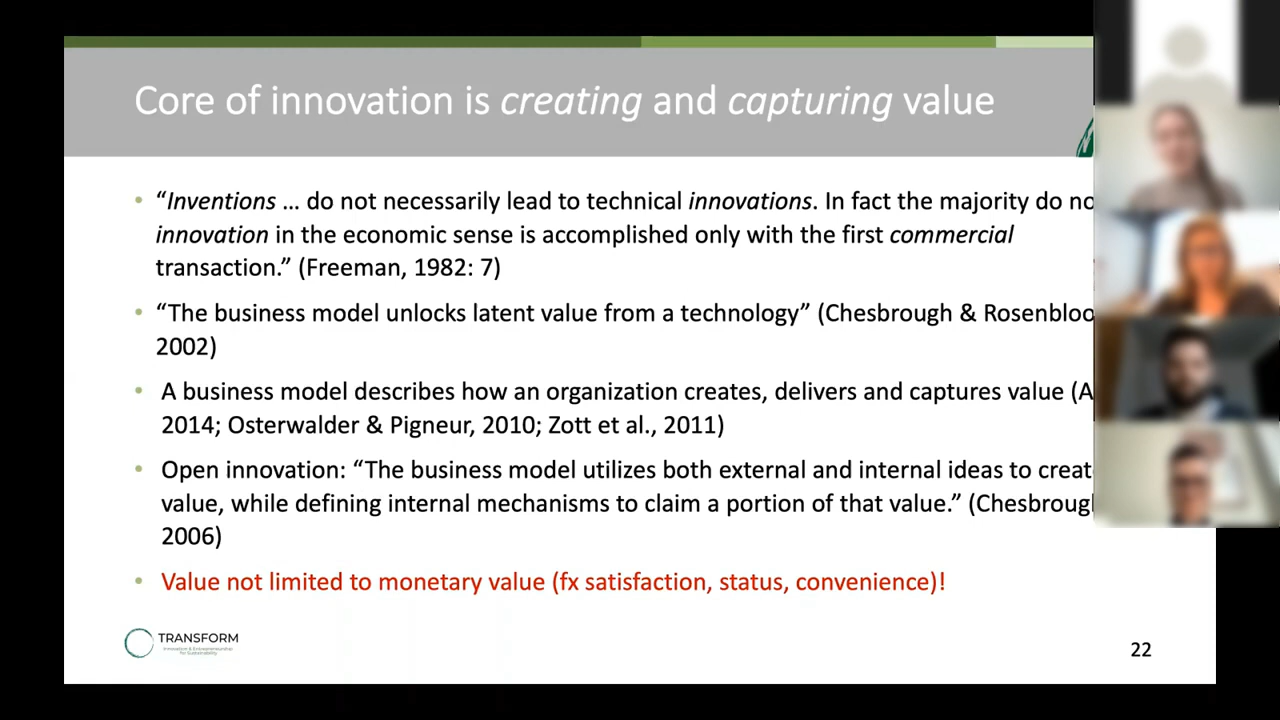 Core of innovation is creating and capturing value
• “Inventions … do not necessarily lead to technical innovations. In fact the majority do
innovation in the economic sense is accomplished only with the first commercial
transaction.” (Freeman, 1982: 7)
• “The business model unlocks latent value from a technology” (Chesbrough &
2002)
• A business model describes how an organization creates, delivers and captures value
2014; Osterwalder & Pigneur, 2010; Zott et al., 2011)
• Open innovation: “The business model utilizes both external and internal ideas to
value, while defining internal mechanisms to claim a portion of that value.”
2006)
• Value not limited to monetary value (fx satisfaction, status, convenience)!
TRANSFORM
Innovation & Entrepreneurship
for Sustainability
22